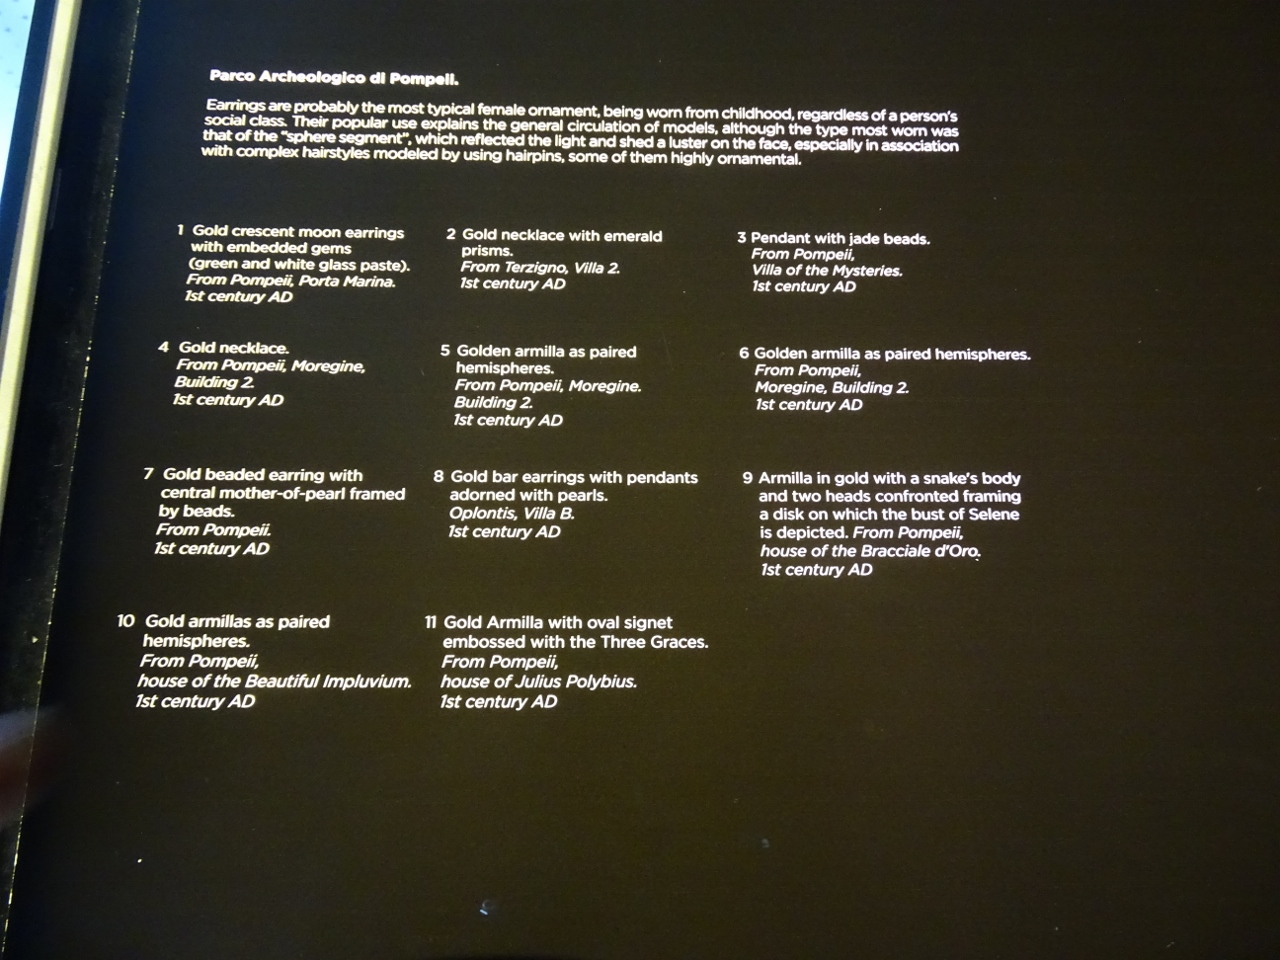 Parco Archeologico di Pompeii.
Earrings are probably the most typical female ornament, being worn from childhood, regardless of a person's
social class. Their popular use explains the general circulation of models, although the type most worn was
that of the "sphere segment", which reflected the light and shed a luster on the face, especially in association
with complex hairstyles modeled by using hairpins, some of them highly ornamental.
1 Gold crescent moon earrings
with embedded gems
(green and white glass paste).
From Pompeii, Porta Marina.
1st century AD
2 Gold necklace with emerald
prisms.
From Terzigno, Villa 2.
1st century AD
3 Pendant with jade beads.
From Pompeii,
Villa of the Mysteries.
1st century AD
4 Gold necklace.
From Pompeii, Moregine,
Building 2.
1st century AD
5 Golden armilla as paired
hemispheres.
From Pompeii, Moregine.
Building 2.
1st century AD
6 Golden armilla as paired hemispheres.
From Pompeii,
Moregine, Building 2.
1st century AD
7 Gold beaded earring with
central mother-of-pearl framed
by beads.
From Pompeii.
1st century AD
8 Gold bar earrings with pendants
adorned with pearls.
Oplontis, Villa B.
1st century AD
9 Armilla in gold with a snake's body
and two heads confronted framing
a disk on which the bust of Selene
is depicted. From Pompeii,
house of the Bracciale d'Oro.
1st century AD
10 Gold armillas as paired
hemispheres.
From Pompeii,
house of the Beautiful Impluvium.
1st century AD
11 Gold Armilla with oval signet
embossed with the Three Graces.
From Pompeii,
house of Julius Polybius.
1st century AD